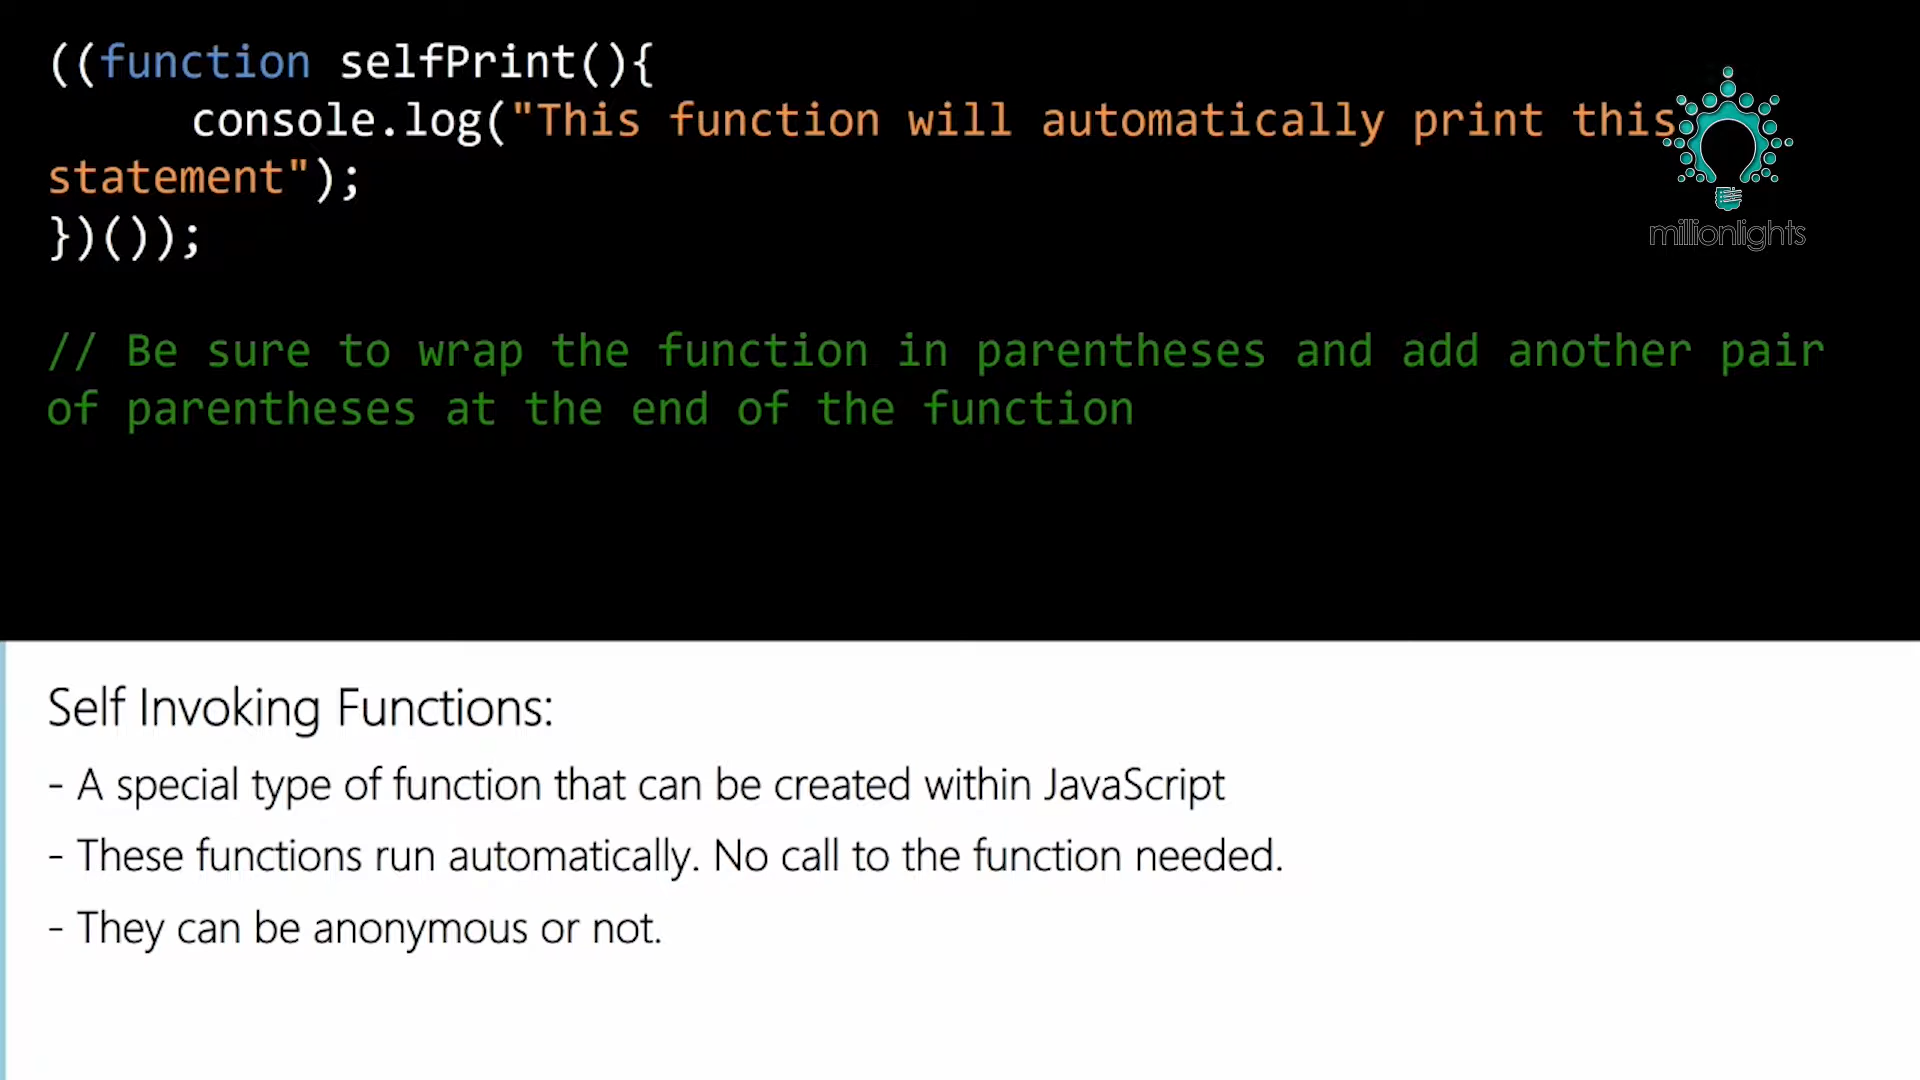 ((function selfPrint(){
console.log("This function will automatically print this
statement");
})());
millionlights
// Be sure to wrap the function in parentheses and add another pair
of parentheses at the end of the function
Self Invoking Functions:
- A special type of function that can be created within JavaScript
- These functions run automatically. No call to the function needed.
- They can be anonymous or not.